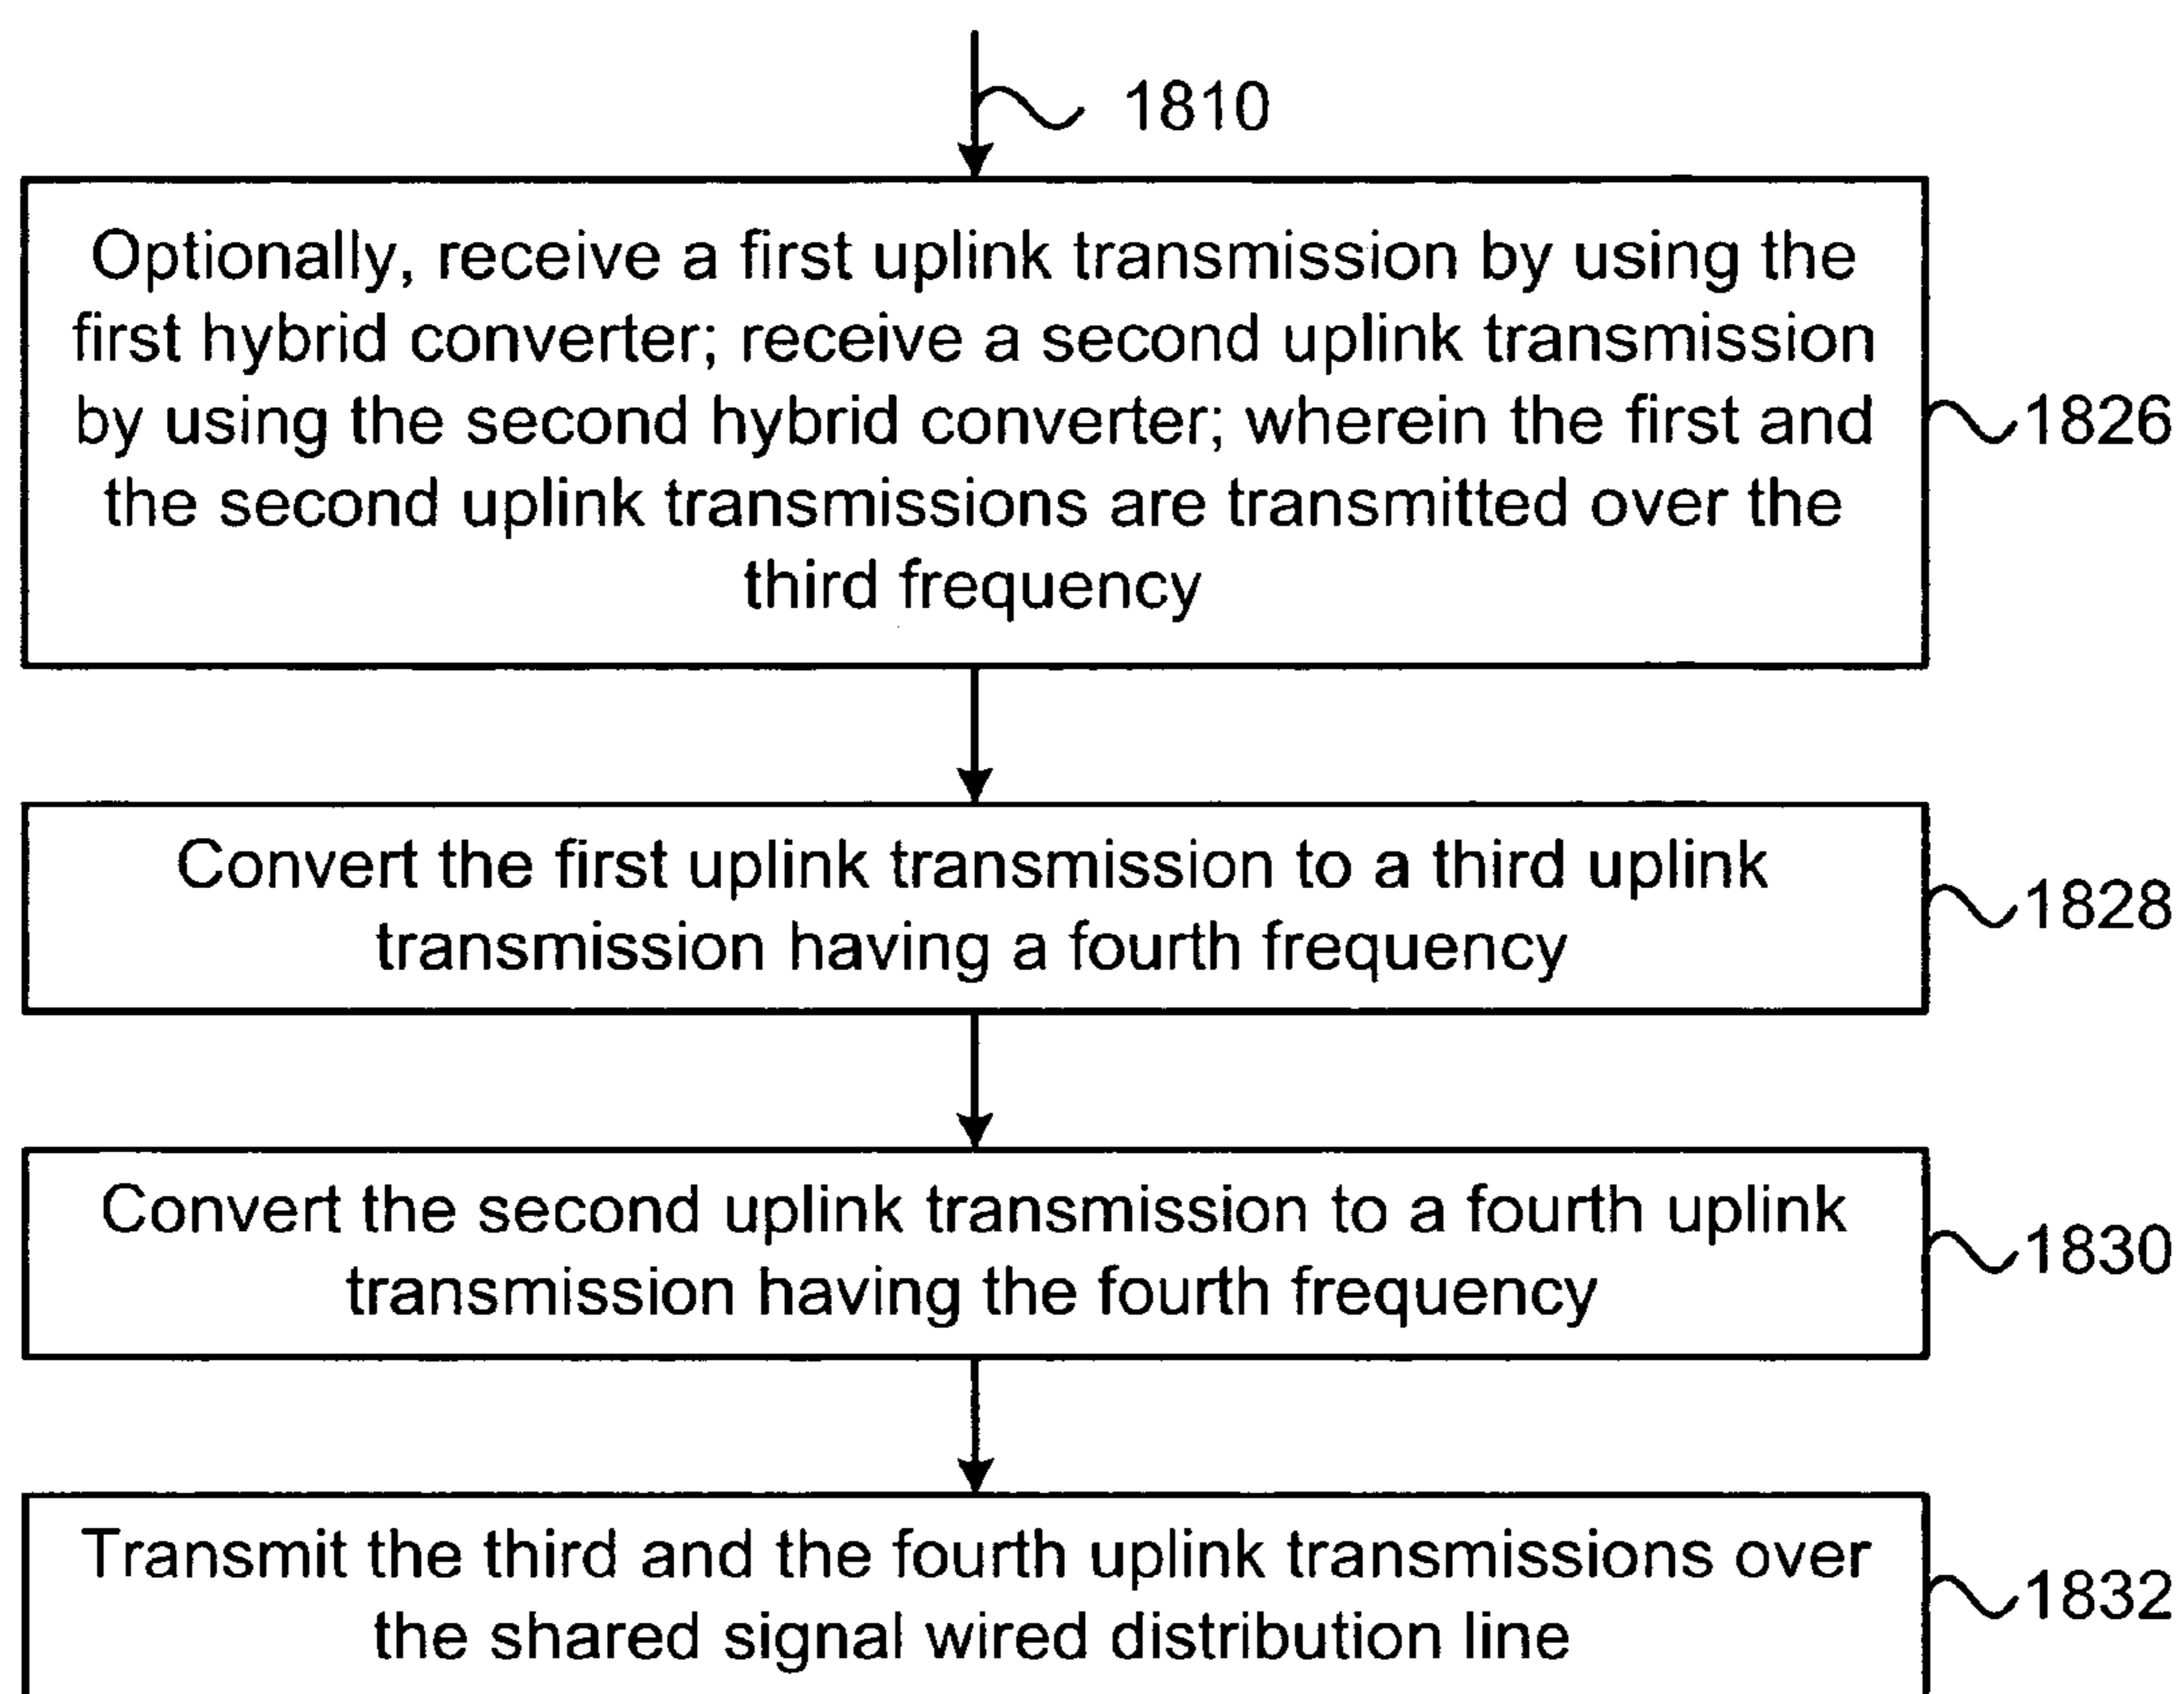 1810
Optionally, receive a first uplink transmission by using the
first hybrid converter; receive a second uplink transmission
by using the second hybrid converter; wherein the first and
the second uplink transmissions are transmitted over the
third frequency
1826
Convert the first uplink transmission to a third uplink
transmission having a fourth frequency
1828
Convert the second uplink transmission to a fourth uplink
transmission having the fourth frequency
1830
Transmit the third and the fourth uplink transmissions over
the shared signal wired distribution line
1832